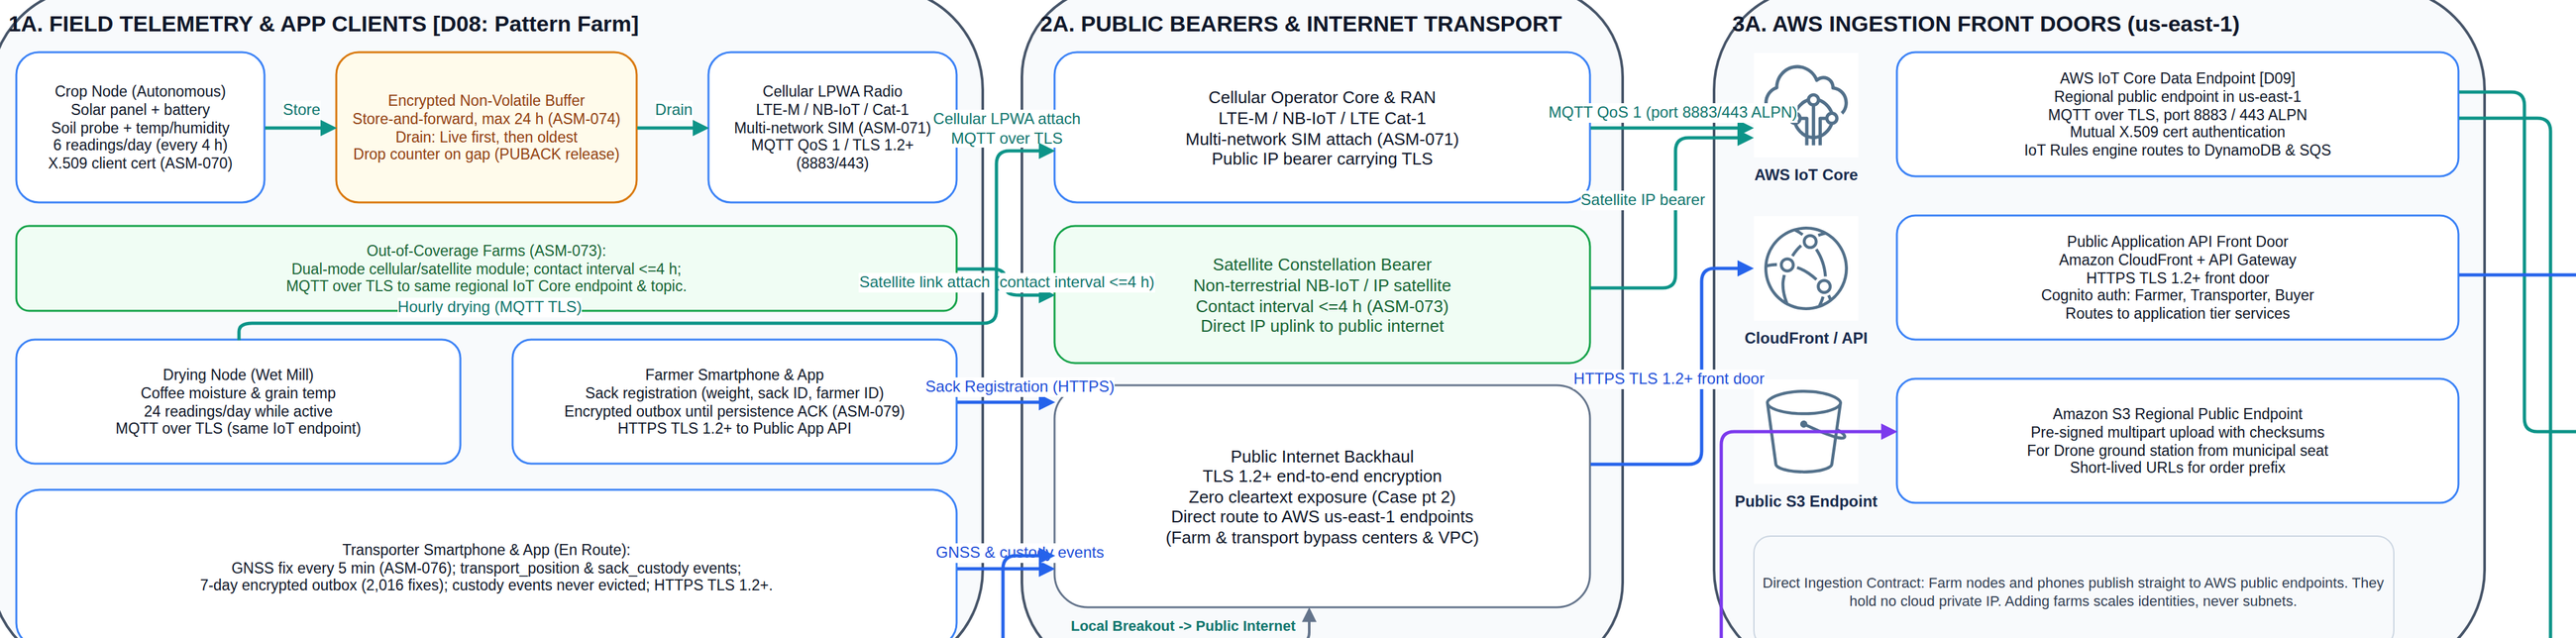 1A. FIELD TELEMETRY & APP CLIENTS [D08: Pattern Farm]
Crop Node (Autonomous)
Solar panel + battery
Soil probe + temp/humidity
6 readings/day (every 4 h)
X.509 client cert (ASM-070)
Store
Encrypted Non-Volatile Buffer
Store-and-forward, max 24 h (ASM-074)
Drain: Live first, then oldest
Drop counter on gap (PUBACK release)
Drain
Cellular LPWA Radio
LTE-M / NB-IoT / Cat-1
Multi-network SIM (ASM-071)
MQTT QoS 1 / TLS 1.2+
(8883/443)
Cellular LPWA attach
MQTT over TLS
Out-of-Coverage Farms (ASM-073):
Dual-mode cellular/satellite module; contact interval <=4 h;
MQTT over TLS to same regional IoT Core endpoint & topic.
Satellite link attach (contact interval <=4 h)
Hourly drying (MQTT TLS)
Drying Node (Wet Mill)
Coffee moisture & grain temp
24 readings/day while active
MQTT over TLS (same IoT endpoint)
Farmer Smartphone & App
Sack registration (weight, sack ID, farmer ID)
Encrypted outbox until persistence ACK (ASM-079)
HTTPS TLS 1.2+ to Public App API
Sack Registration (HTTPS)
Transporter Smartphone & App (En Route):
GNSS fix every 5 min (ASM-076); transport_position & sack_custody events;
7-day encrypted outbox (2,016 fixes); custody events never evicted; HTTPS TLS 1.2+.
GNSS & custody events
2A. PUBLIC BEARERS & INTERNET TRANSPORT
Cellular Operator Core & RAN
LTE-M / NB-IoT / LTE Cat-1
Multi-network SIM attach (ASM-071)
Public IP bearer carrying TLS
MQTT QoS 1 (port 8883/443 ALPN)
Satellite IP bearer
Satellite Constellation Bearer
Non-terrestrial NB-IoT / IP satellite
Contact interval <=4 h (ASM-073)
Direct IP uplink to public internet
HTTPS TLS 1.2+ front door
Public Internet Backhaul
TLS 1.2+ end-to-end encryption
Zero cleartext exposure (Case pt 2)
Direct route to AWS us-east-1 endpoints
(Farm & transport bypass centers & VPC)
Local Breakout -> Public Internet
3A. AWS INGESTION FRONT DOORS (us-east-1)
AWS IoT Core
AWS IoT Core Data Endpoint [D09]
Regional public endpoint in us-east-1
MQTT over TLS, port 8883 / 443 ALPN
Mutual X.509 cert authentication
IoT Rules engine routes to DynamoDB & SQS
CloudFront / API
Public Application API Front Door
Amazon CloudFront + API Gateway
HTTPS TLS 1.2+ front door
Cognito auth: Farmer, Transporter, Buyer
Routes to application tier services
Public S3 Endpoint
Amazon S3 Regional Public Endpoint
Pre-signed multipart upload with checksums
For Drone ground station from municipal seat
Short-lived URLs for order prefix
Direct Ingestion Contract: Farm nodes and phones publish straight to AWS public endpoints. They
hold no cloud private IP. Adding farms scales identities, never subnets.